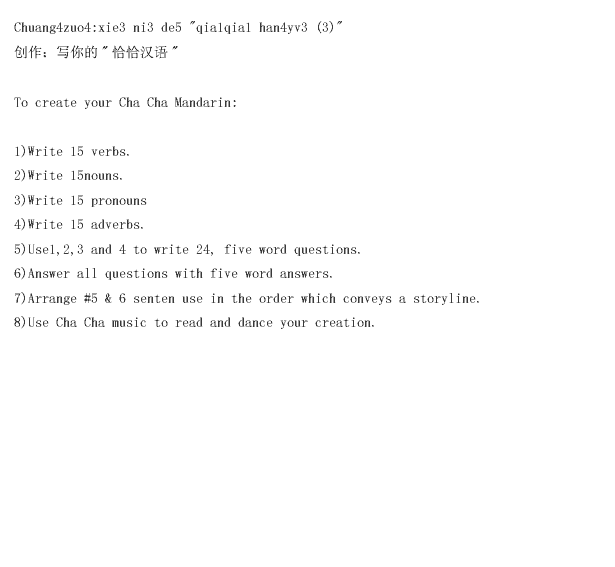 Chuang4zuo4:xie3 ni3 de5 "qia1qia1 han4yv3 (3)"
创作：写你的"恰恰汉语"
To create your Cha Cha Mandarin:
1)Write 15 verbs.
2)Write 15nouns.
3)Write 15 pronouns
4)Write 15 adverbs.
5)Use1,2,3 and 4 to write 24, five word questions.
6)Answer all questions with five word answers.
7)Arrange #5 & 6 senten use in the order which conveys a storyline.
8)Use Cha Cha music to read and dance your creation.